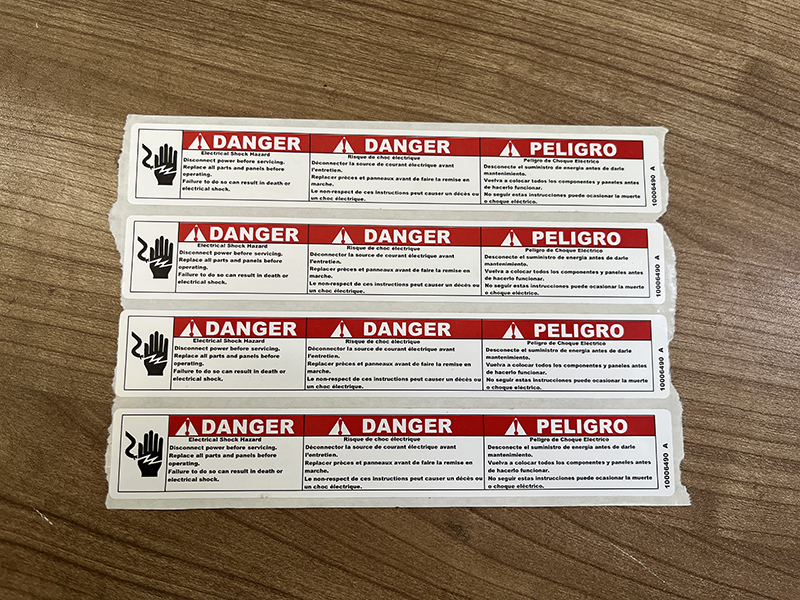 DANGER
Electrical Shock Hazard
Disconnect power before servicing.
Replace all parts and panels before
operating.
Failure to do so can result in death or
electrical shock.
DANGER
Risque de choc électrique
Déconnector la source de courant électrique avant
l'entretien.
Replacer prèces et panneaux avant de faire la remise en
marche.
Le non-respect de ces instructions peut causer un décès ou
un choc électrique.
PELIGRO
Peligro de Choque Eléctrico
Desconecte el suministro de energia antes de darle
mantenimiento.
Vuelva a colocar todos los componentes y paneles antes
de hacerlo funcionar.
No seguir estas instrucciones puede ocasionar la muerte
o choque eléctrico.
10006490 A
DANGER
Electrical Shock Hazard
Disconnect power before servicing.
Replace all parts and panels before
operating.
Failure to do so can result in death or
electrical shock.
DANGER
Risque de choc électrique
Déconnector la source de courant électrique avant
l'entretien.
Replacer prèces et panneaux avant de faire la remise en
marche.
Le non-respect de ces instructions peut causer un décès ou
un choc électrique.
PELIGRO
Peligro de Choque Eléctrico
Desconecte el suministro de energia antes de darle
mantenimiento.
Vuelva a colocar todos los componentes y paneles antes
de hacerlo funcionar.
No seguir estas instrucciones puede ocasionar la muerte
o choque eléctrico.
10006490 A
DANGER
Electrical Shock Hazard
Disconnect power before servicing.
Replace all parts and panels before
operating.
Failure to do so can result in death or
electrical shock.
DANGER
Risque de choc électrique
Déconnector la source de courant électrique avant
l'entretien.
Replacer prèces et panneaux avant de faire la remise en
marche.
Le non-respect de ces instructions peut causer un décès ou
un choc électrique.
PELIGRO
Peligro de Choque Eléctrico
Desconecte el suministro de energia antes de darle
mantenimiento.
Vuelva a colocar todos los componentes y paneles antes
de hacerlo funcionar.
No seguir estas instrucciones puede ocasionar la muerte
o choque eléctrico.
10006490 A
DANGER
Electrical Shock Hazard
Disconnect power before servicing.
Replace all parts and panels before
operating.
Failure to do so can result in death or
electrical shock.
DANGER
Risque de choc électrique
Déconnector la source de courant électrique avant
l'entretien.
Replacer prèces et panneaux avant de faire la remise en
marche.
Le non-respect de ces instructions peut causer un décès ou
un choc électrique.
PELIGRO
Peligro de Choque Eléctrico
Desconecte el suministro de energia antes de darle
mantenimiento.
Vuelva a colocar todos los componentes y paneles antes
de hacerlo funcionar.
No seguir estas instrucciones puede ocasionar la muerte
o choque eléctrico.
10006490 A